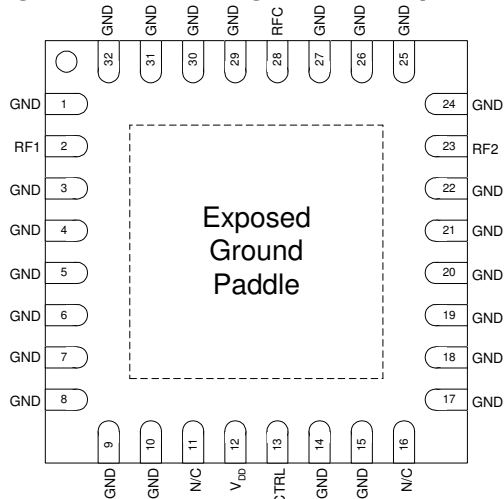 GND GND GND GND RFC GND GND GND
32 31 30 29 28 27 26 25
GND 1 24 GND
RF1 2 23 RF2
GND 3 22 GND
GND 4 21 GND
GND 5 20 GND
GND 6 19 GND
GND 7 18 GND
GND 8 17 GND
Exposed
Ground
Paddle
9 10 11 12 13 14 15 16
GND GND N/C VDD CTRL GND GND N/C